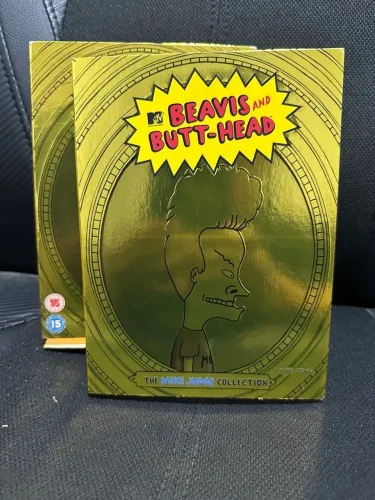 MTV
BEAVIS AND
BUTT-HEAD
M
THE MIKE JUDGE COLLECTION
15
15